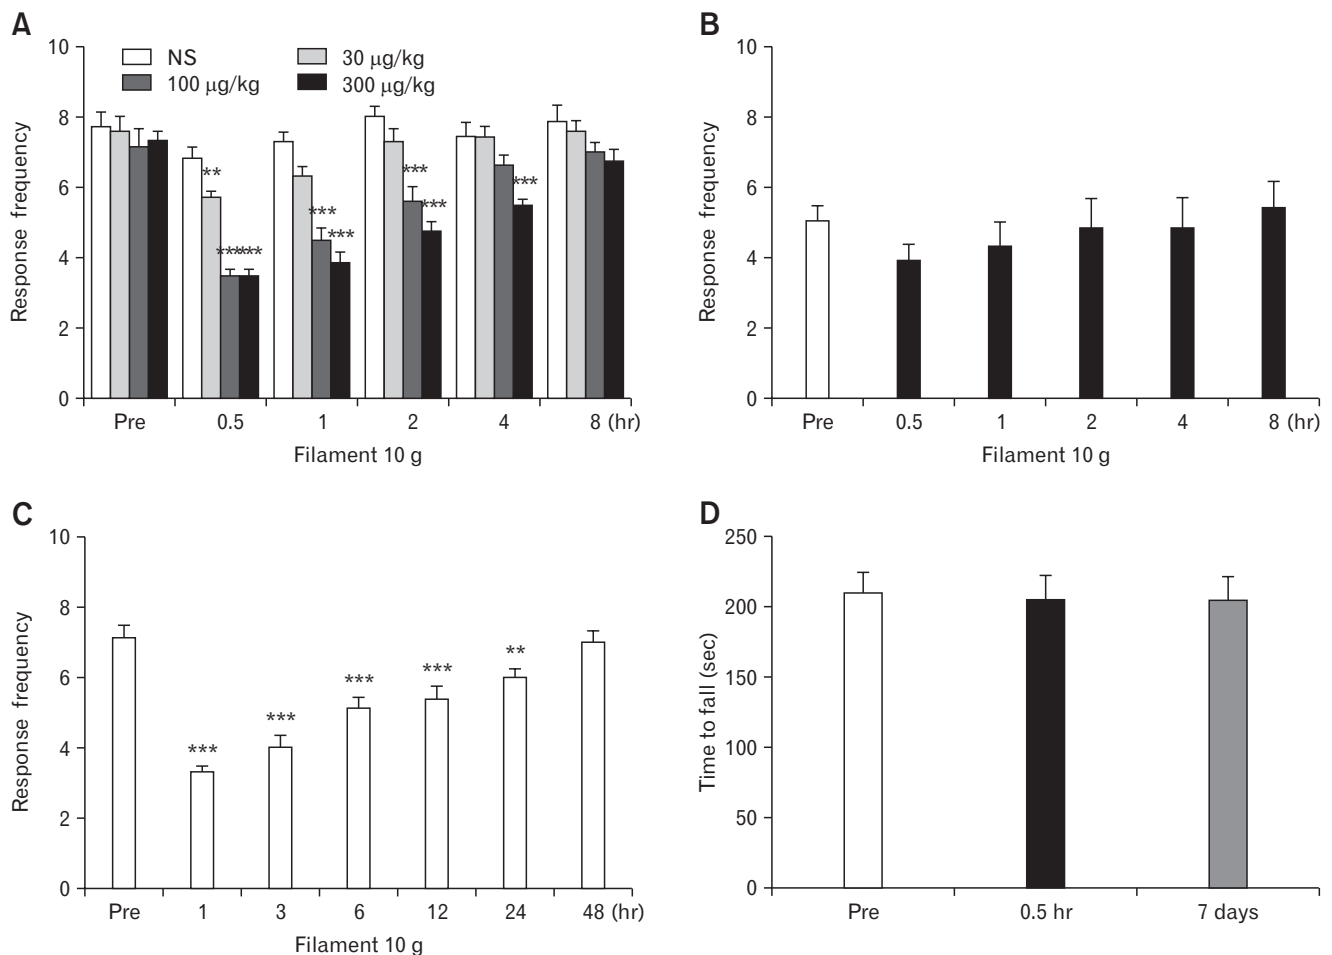 A
10
8
6
4
2
0
Response frequency
NS
30 µg/kg
100 µg/kg
300 µg/kg
**
***
***
***
***
***
***
***
Pre 0.5 1 2 4 8 (hr)
Filament 10 g
B
10
8
6
4
2
0
Response frequency
Pre 0.5 1 2 4 8 (hr)
Filament 10 g
C
10
8
6
4
2
0
Response frequency
***
***
***
***
**
Pre 1 3 6 12 24 48 (hr)
Filament 10 g
D
250
200
150
100
50
0
Time to fall (sec)
Pre 0.5 hr 7 days